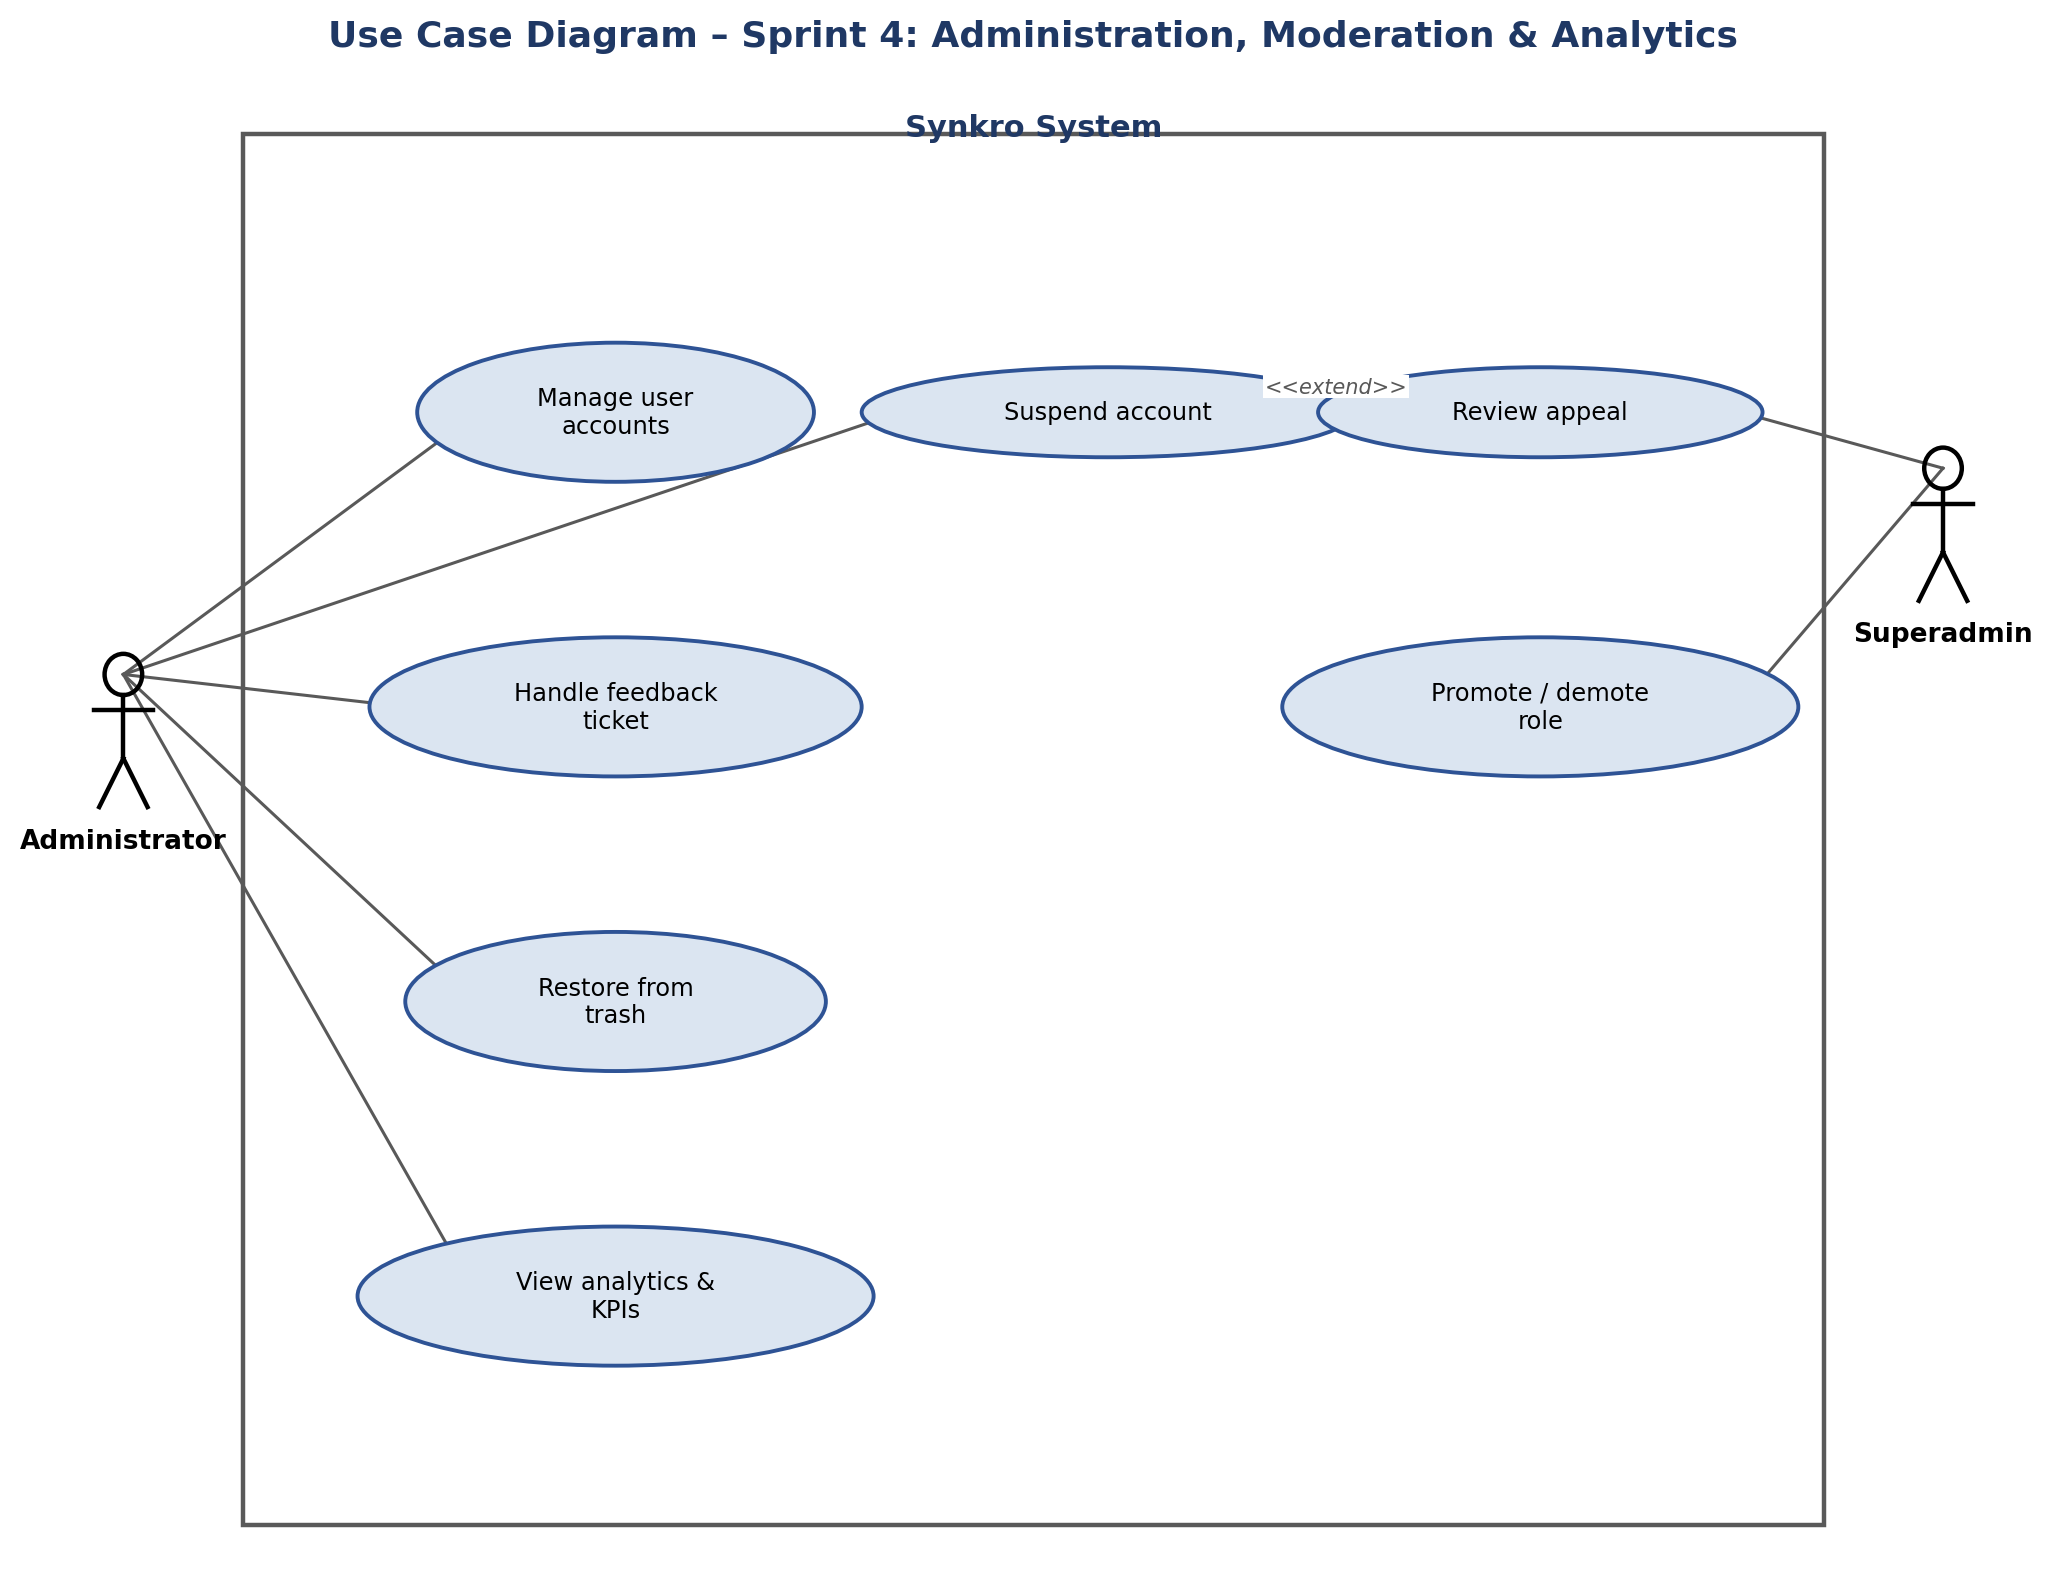 Use Case Diagram – Sprint 4: Administration, Moderation & Analytics
Synkro System
Manage user
accounts
Suspend account
<<extend>>
Review appeal
Handle feedback
ticket
Promote / demote
role
Superadmin
Administrator
Restore from
trash
View analytics &
KPIs